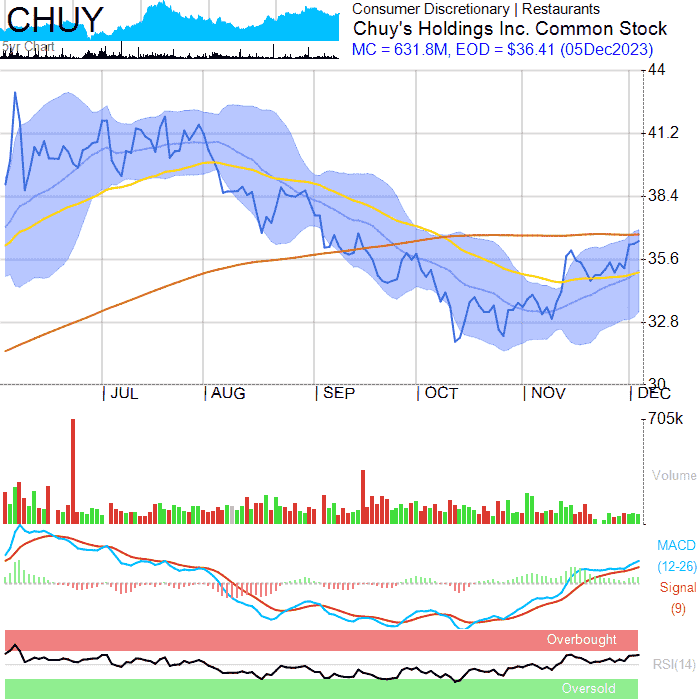 CHUY
5yr Chart
Consumer Discretionary | Restaurants
Chuy's Holdings Inc. Common Stock
MC = 631.8M, EOD = $36.41 (05Dec2023)
44
41.2
38.4
35.6
32.8
30
JUL AUG SEP OCT NOV DEC
705k
Volume
MACD
(12-26)
Signal
(9)
Overbought
RSI(14)
Oversold